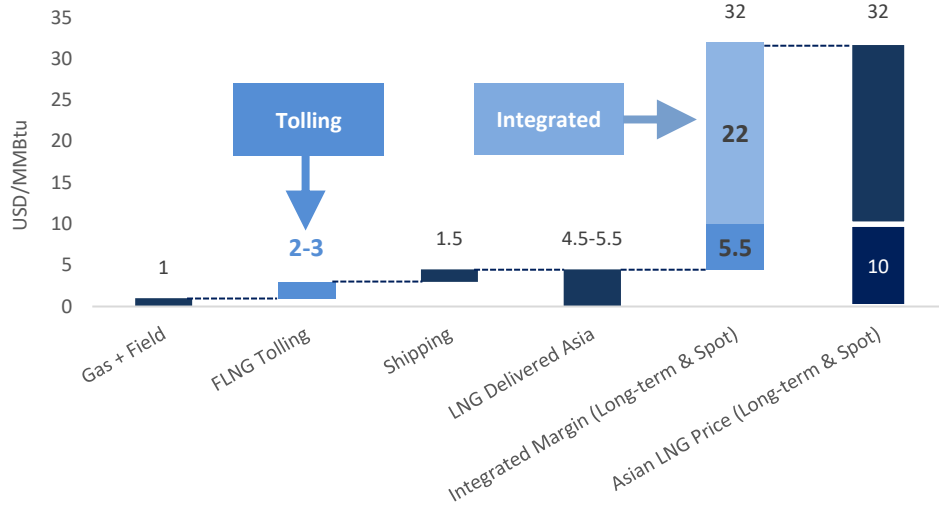 35
30
25
20
15
10
5
0
USD/MMBtu
Tolling
Integrated
1
2-3
1.5
4.5-5.5
32
22
5.5
32
10
Gas + Field
FLNG Tolling
Shipping
LNG Delivered Asia
Integrated Margin (Long-term & Spot)
Asian LNG Price (Long-term & Spot)